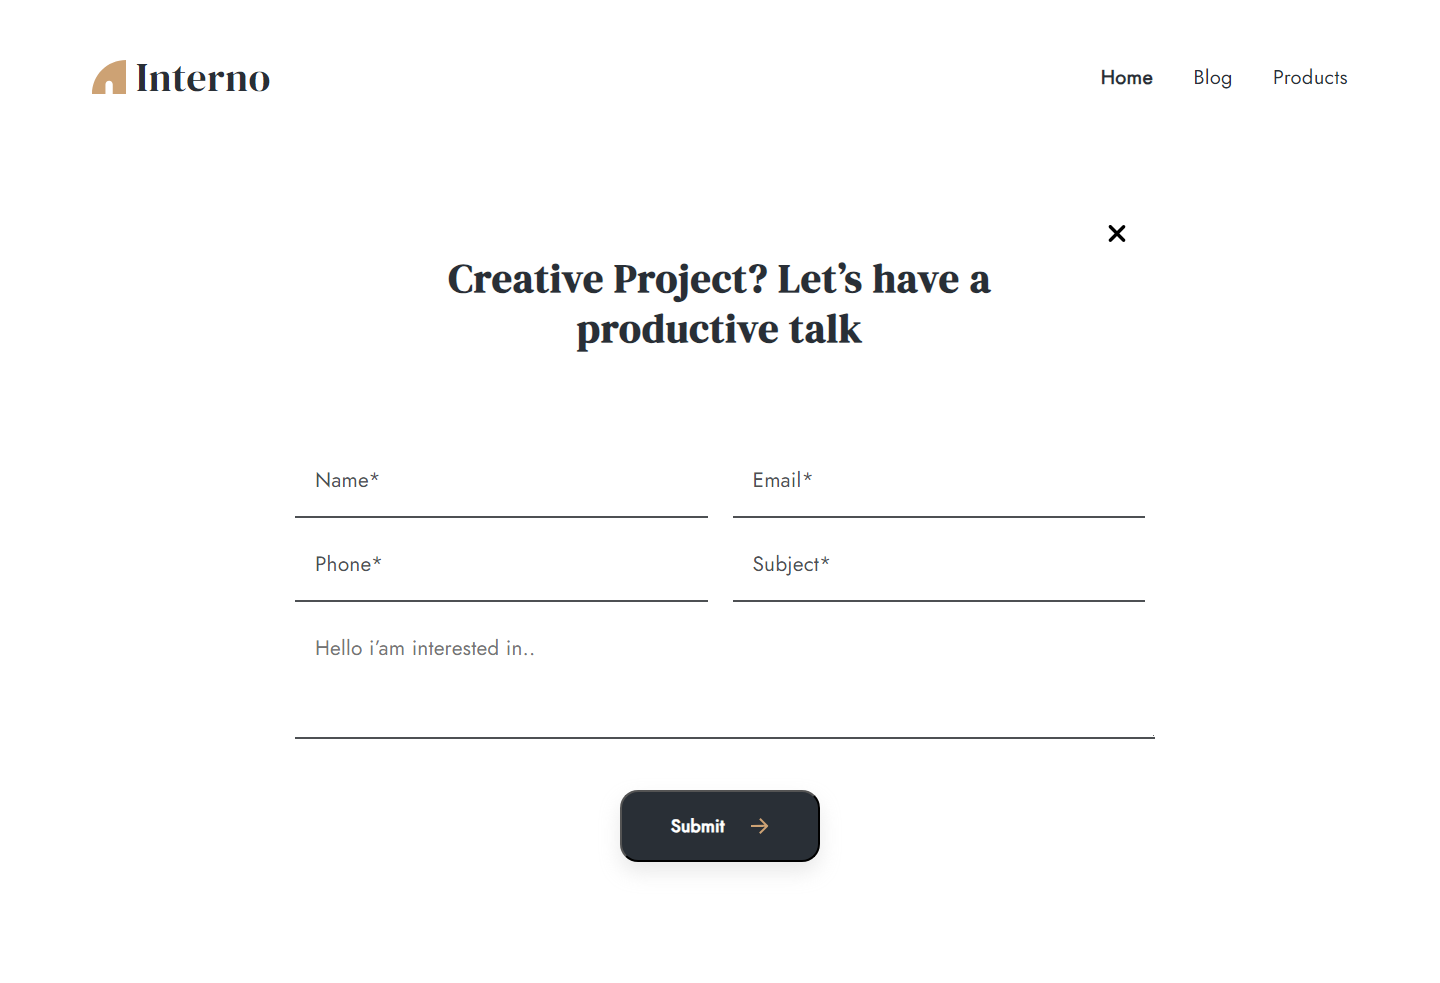 Interno
Home Blog Products
Creative Project? Let’s have a
productive talk
Name* Email*
Phone* Subject*
Hello i’am interested in..
Submit